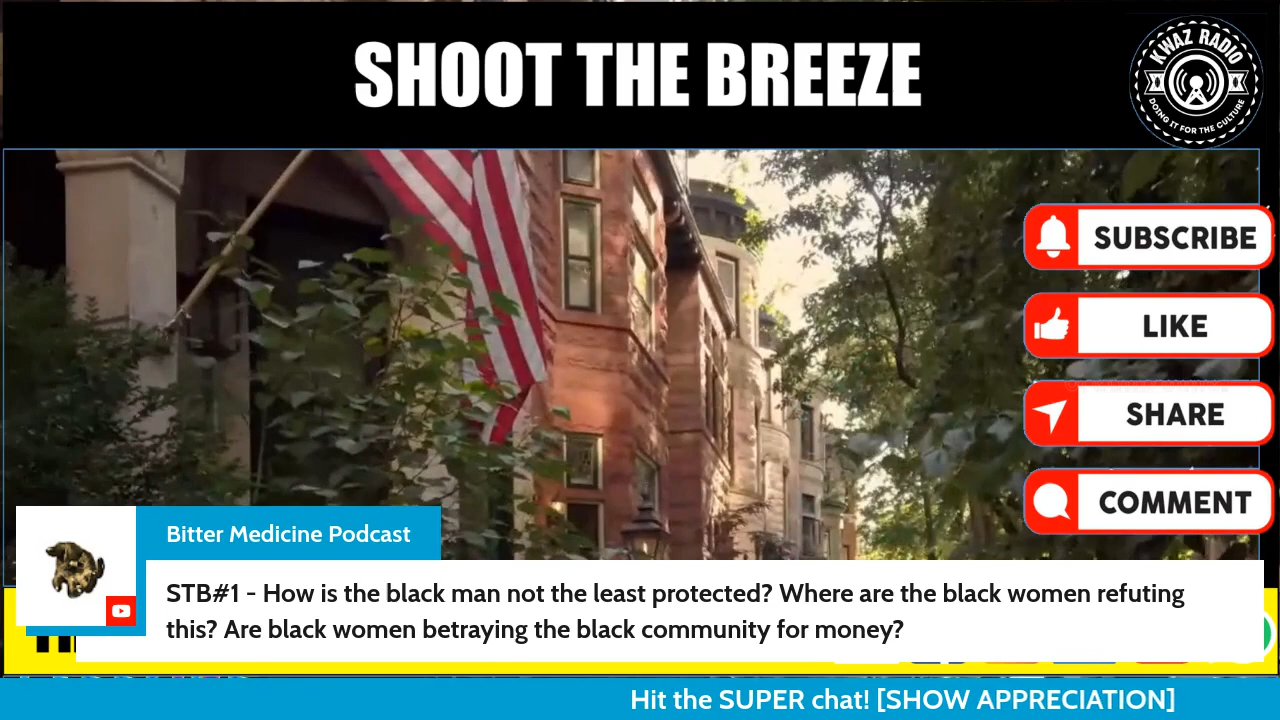 SHOOT THE BREEZE
KWAZ RADIO
DOING IT FOR THE CULTURE
SUBSCRIBE
LIKE
SHARE
COMMENT
Bitter Medicine Podcast
STB#1 - How is the black man not the least protected? Where are the black women refuting
this? Are black women betraying the black community for money?
Hit the SUPER chat! [SHOW APPRECIATION]